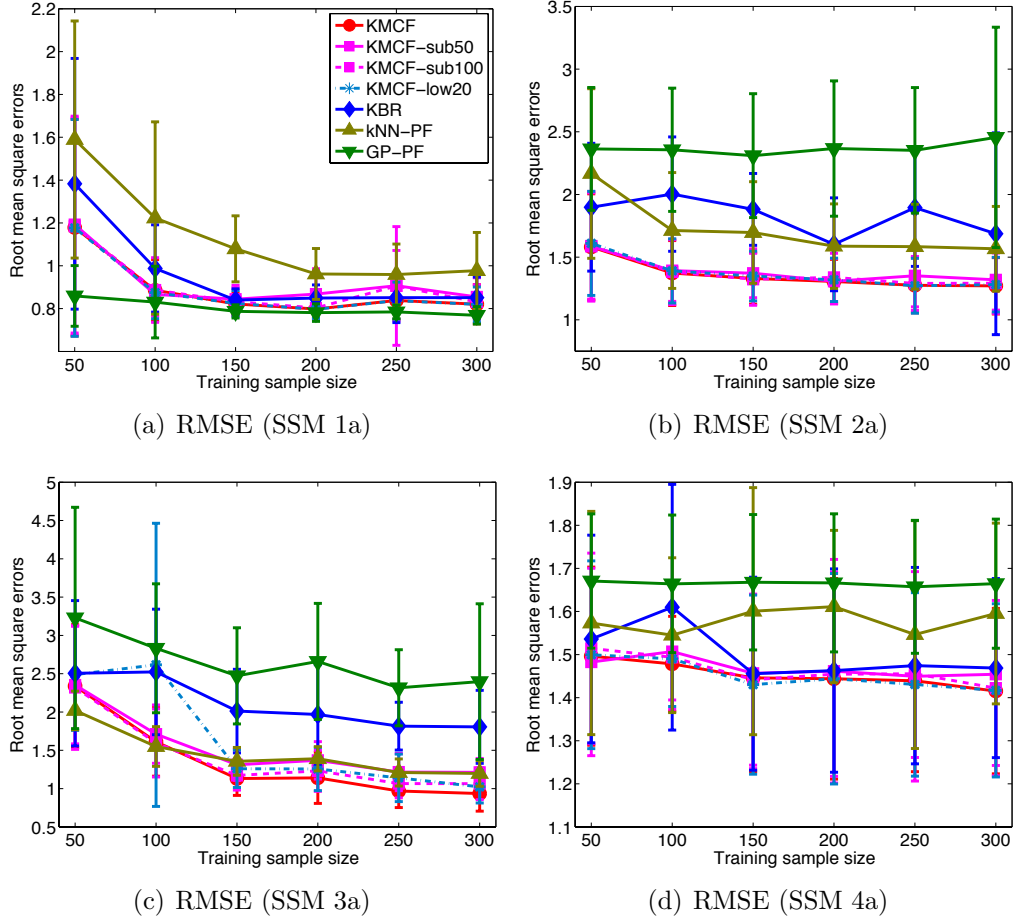 2.2
2
1.8
1.6
1.4
1.2
1
0.8
Root mean square errors
50 100 150 200 250 300
Training sample size
KMCF
KMCF−sub50
KMCF−sub100
KMCF−low20
KBR
kNN−PF
GP−PF
(a) RMSE (SSM 1a)
3.5
3
2.5
2
1.5
1
Root mean square errors
50 100 150 200 250 300
Training sample size
(b) RMSE (SSM 2a)
5
4.5
4
3.5
3
2.5
2
1.5
1
0.5
Root mean square errors
50 100 150 200 250 300
Training sample size
(c) RMSE (SSM 3a)
1.9
1.8
1.7
1.6
1.5
1.4
1.3
1.2
1.1
Root mean square errors
50 100 150 200 250 300
Training sample size
(d) RMSE (SSM 4a)